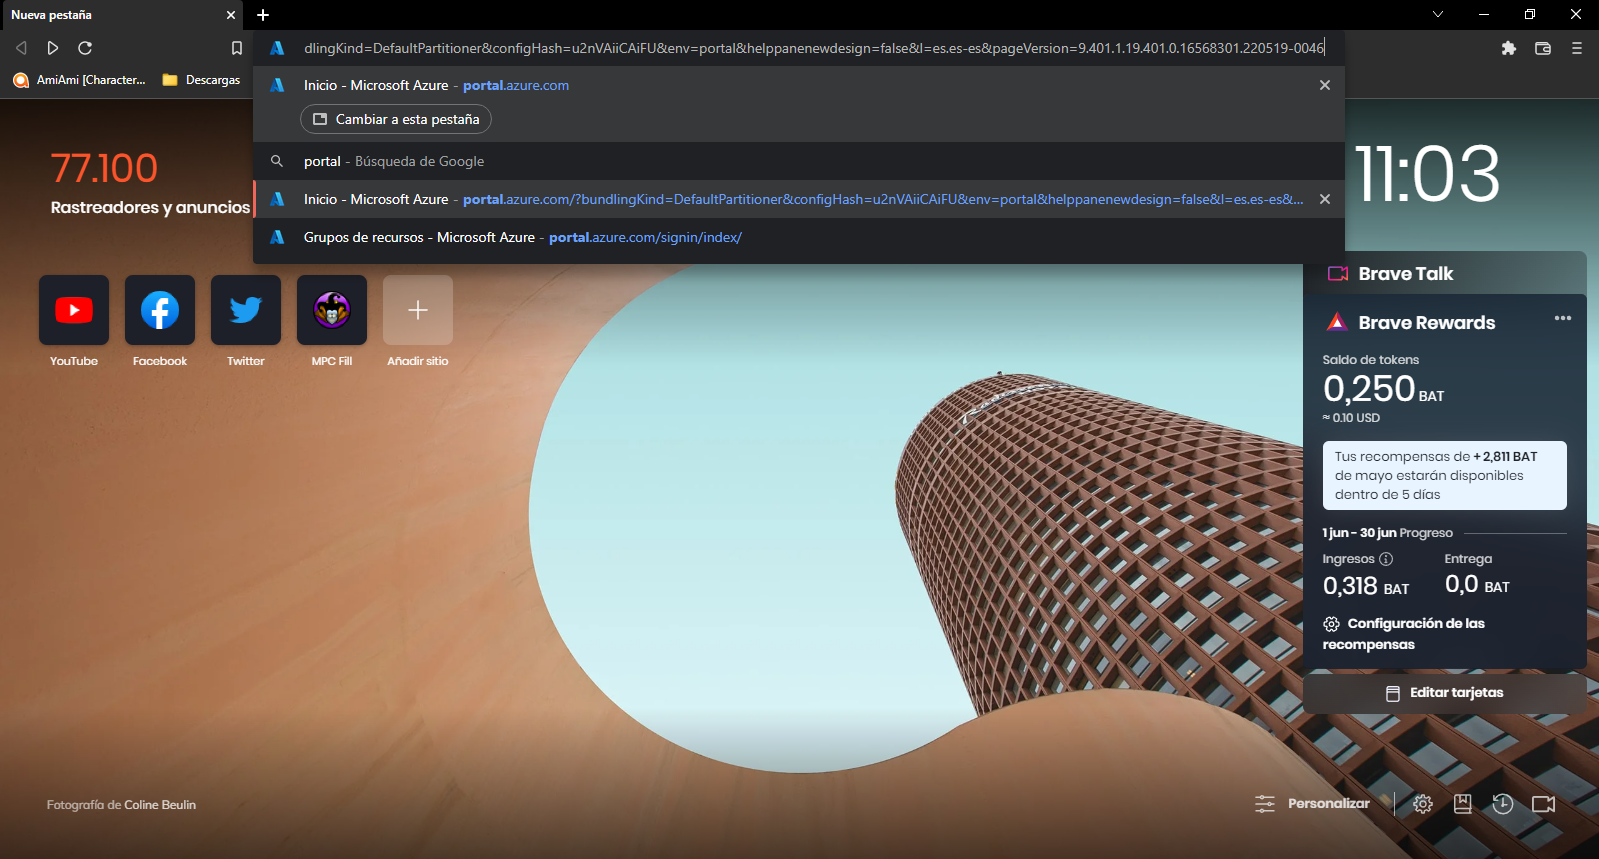 Nueva pestaña
dlingKind=DefaultPartitioner&configHash=u2nVAiiCAiFU&env=portal&helppanenewdesign=false&l=es.es-es&pageVersion=9.401.1.19.401.0.16568301.220519-0046
AmiAmi [Character...
Descargas
Inicio - Microsoft Azure - portal.azure.com
Cambiar a esta pestaña
portal - Búsqueda de Google
Inicio - Microsoft Azure - portal.azure.com/?bundlingKind=DefaultPartitioner&configHash=u2nVAiiCAiFU&env=portal&helppanenewdesign=false&l=es.es-es&...
Grupos de recursos - Microsoft Azure - portal.azure.com/signin/index/
77.100
Rastreadores y anuncios
11:03
YouTube
Facebook
Twitter
MPC Fill
Añadir sitio
Brave Talk
Brave Rewards
Saldo de tokens
0,250 BAT
≈ 0.10 USD
Tus recompensas de + 2,811 BAT
de mayo estarán disponibles
dentro de 5 días
1 jun - 30 jun Progreso
Ingresos
Entrega
0,318 BAT
0,0 BAT
Configuración de las
recompensas
Editar tarjetas
Fotografía de Coline Beulin
Personalizar